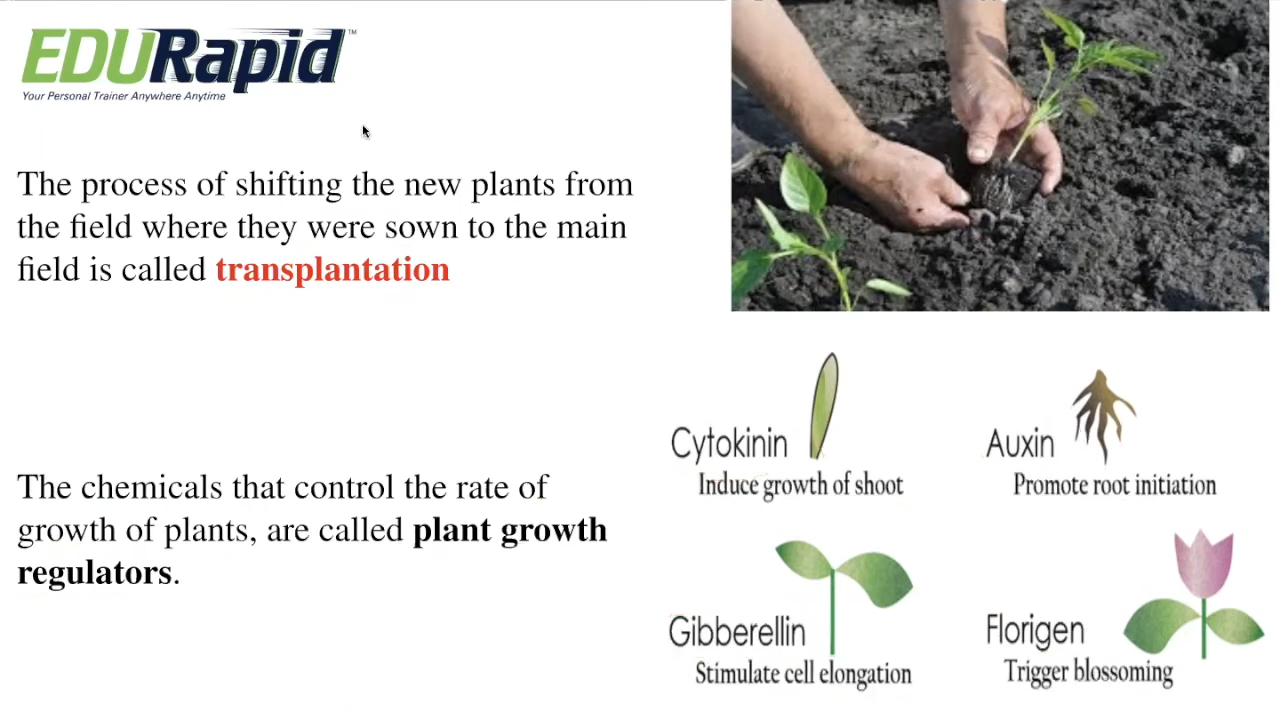 EDURapid™
Your Personal Trainer Anywhere Anytime
The process of shifting the new plants from
the field where they were sown to the main
field is called transplantation
The chemicals that control the rate of
growth of plants, are called plant growth
regulators.
Cytokinin
Induce growth of shoot
Auxin
Promote root initiation
Gibberellin
Stimulate cell elongation
Florigen
Trigger blossoming